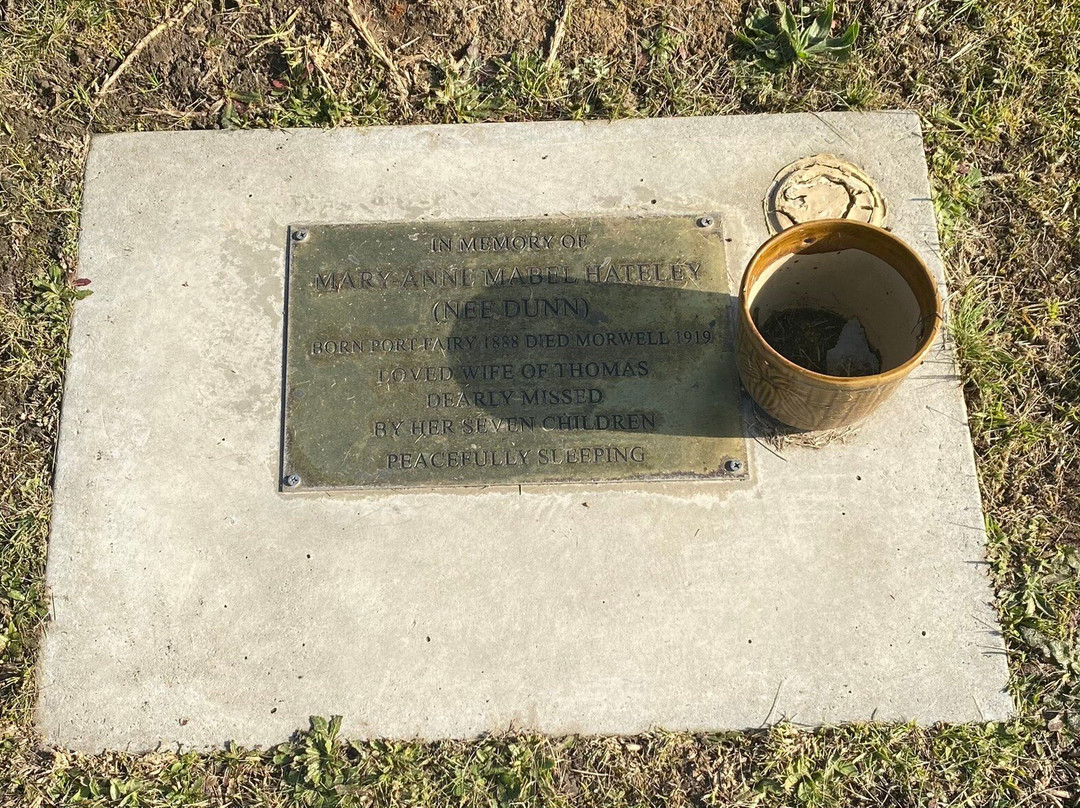 IN MEMORY OF
MARY-ANNE MABEL HATELEY
(NEE DUNN)
BORN PORT FAIRY 1888 DIED MORWELL 1919
LOVED WIFE OF THOMAS
DEARLY MISSED
BY HER SEVEN CHILDREN
PEACEFULLY SLEEPING